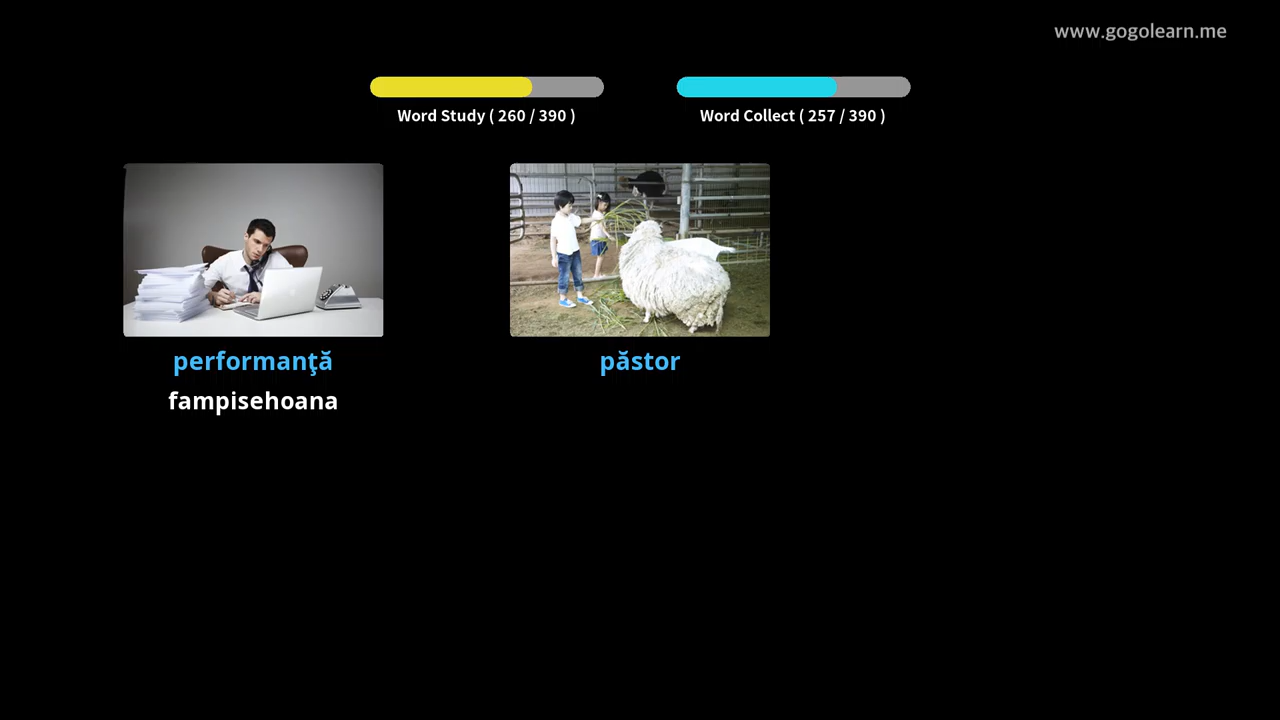 www.gogolearn.me
Word Study ( 260 / 390 )
Word Collect ( 257 / 390 )
performanţă
fampisehoana
păstor